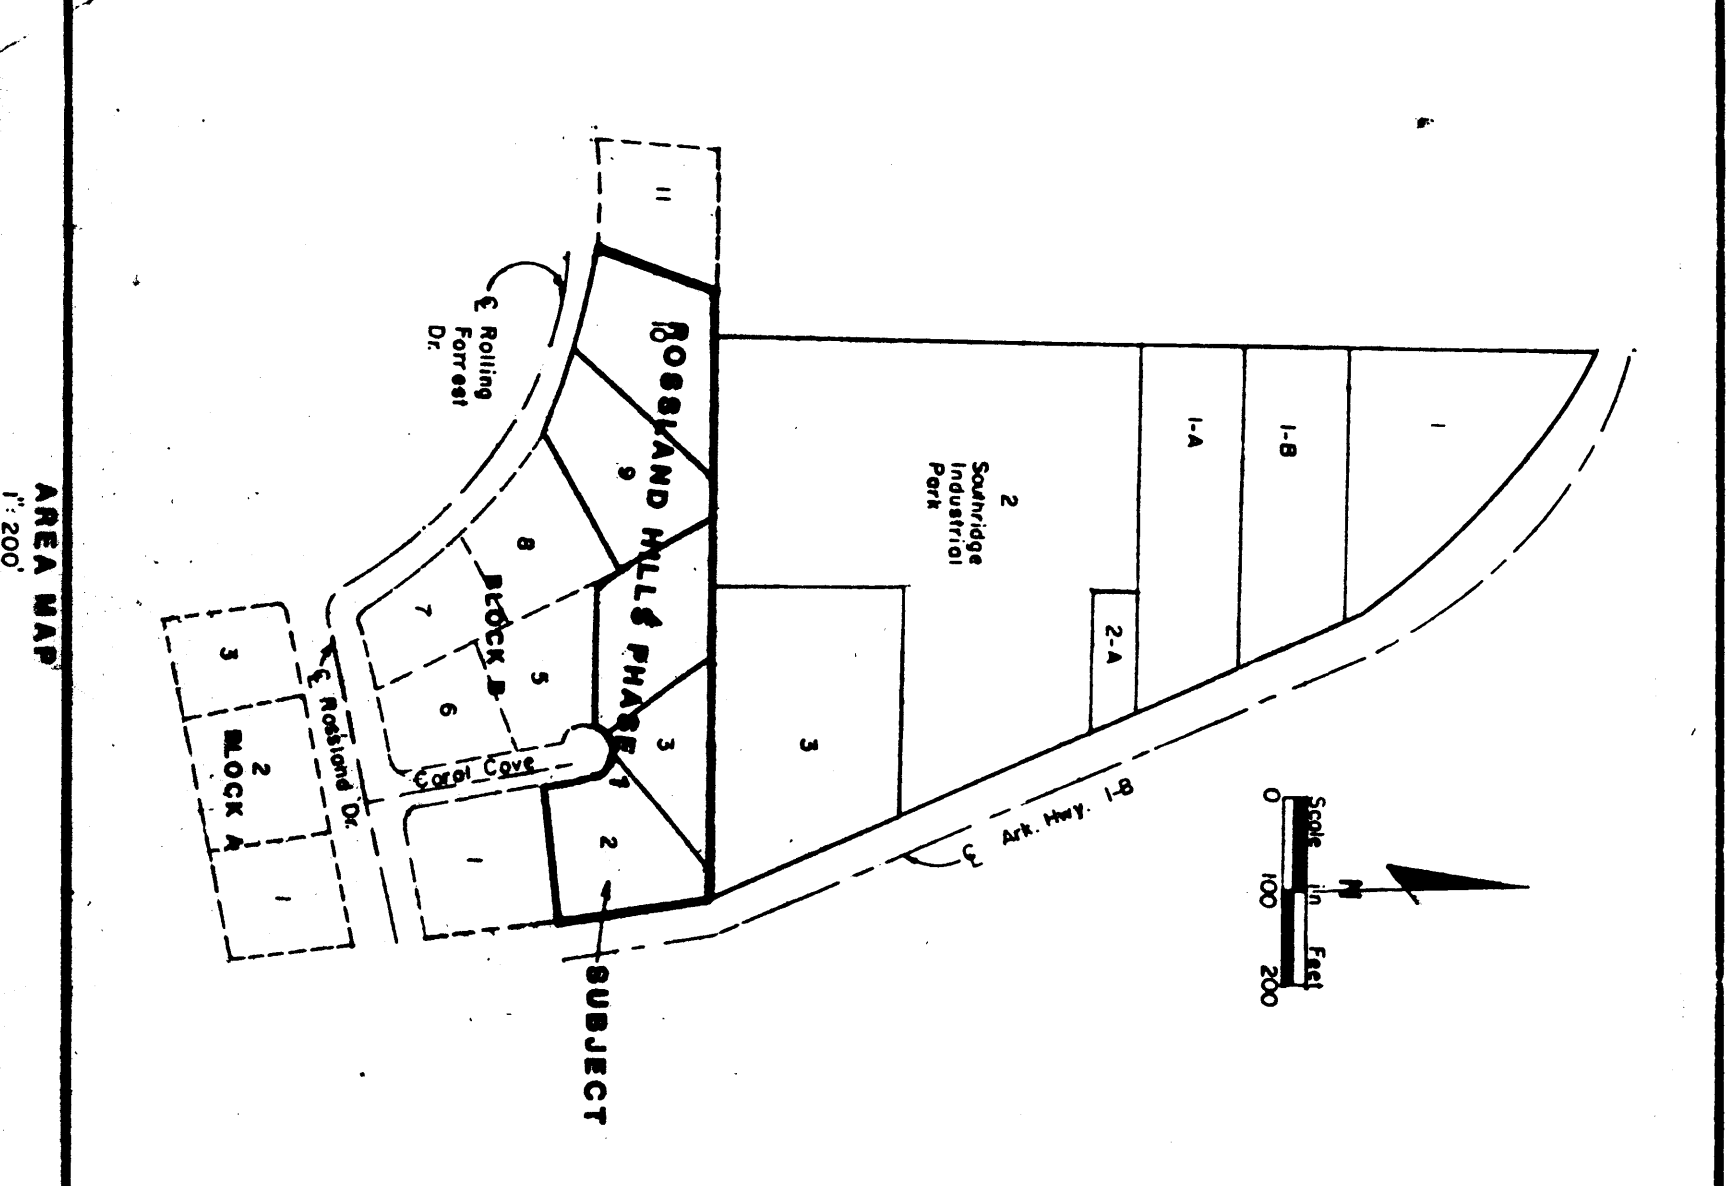 11
10
ROSSLAND HILLS PHASE 1
9
8
7
BLOCK B
5
6
3
2
1
℄ Rolling
Forrest
Dr.
Coral Cove
℄ Rossland Dr.
3
2
BLOCK A
1
SUBJECT
2
Southridge
Industrial
Park
1-A
1-B
1
2-A
3
℄ Ark. Hwy. 1-B
Scale in Feet
0 100 200
N
AREA MAP
1": 200'